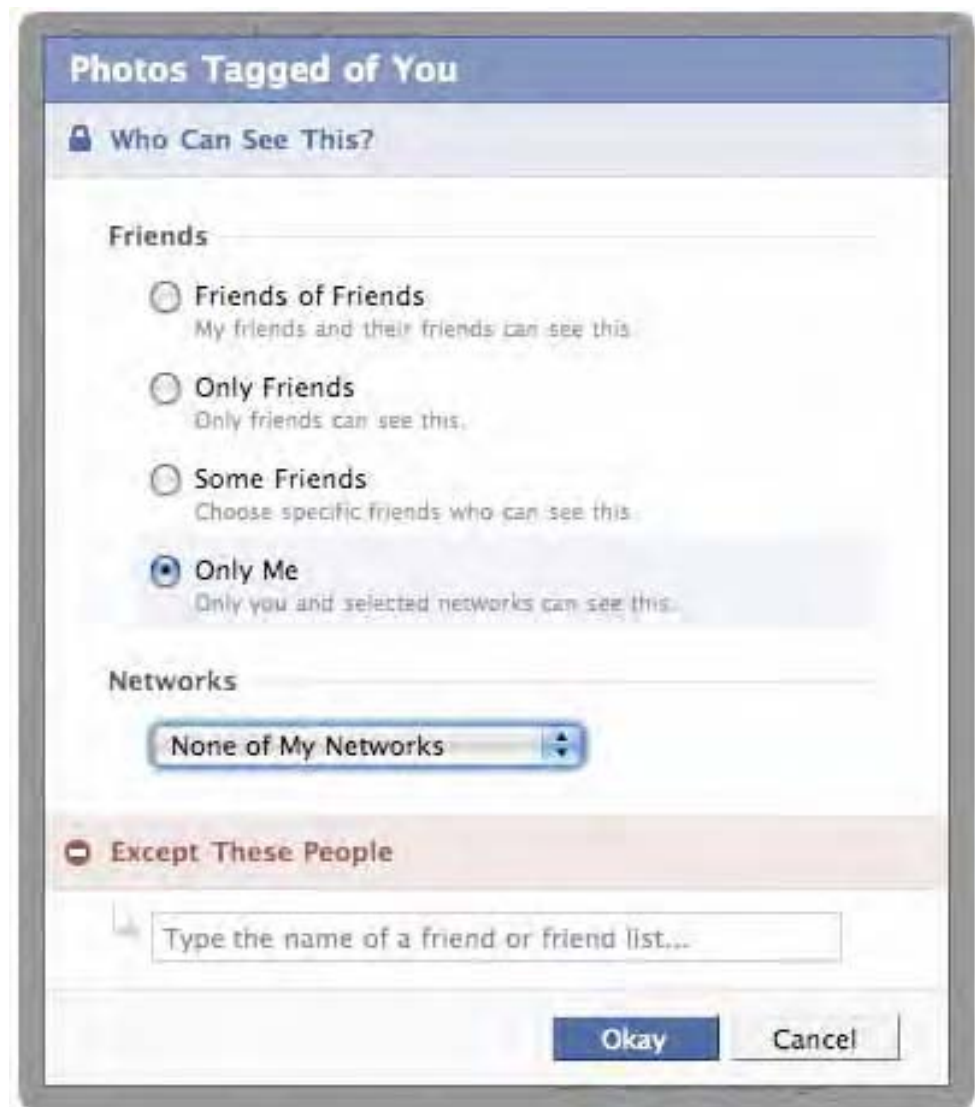 Photos Tagged of You
Who Can See This?
Friends
Friends of Friends
My friends and their friends can see this.
Only Friends
Only friends can see this.
Some Friends
Choose specific friends who can see this.
Only Me
Only you and selected networks can see this.
Networks
None of My Networks
Except These People
Type the name of a friend or friend list...
Okay
Cancel